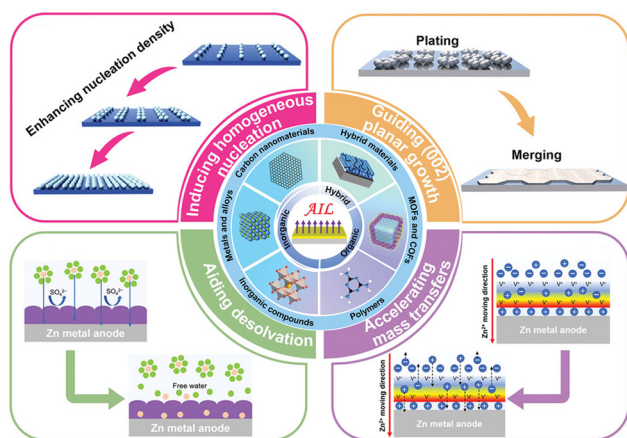 Enhancing nucleation density
Plating
Merging
Inducing homogeneous
nucleation
Guiding (002)
planar growth
Carbon nanomaterials
Hybrid materials
Metals and alloys
MOFs and COFs
Inorganic compounds
Polymers
Inorganic
Hybrid
Organic
AIL
Aiding desolvation
Accelerating
mass transfers
SO₄²⁻
SO₄²⁻
Zn metal anode
Free water
Zn metal anode
Zn²⁺ moving direction
Zn metal anode
Zn²⁺ moving direction
Zn metal anode